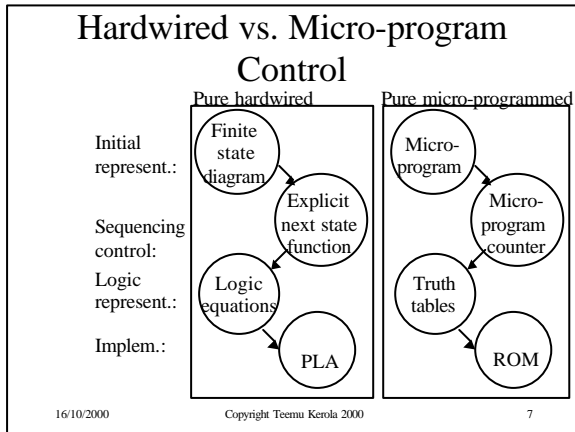 Hardwired vs. Micro-program
Control
Pure hardwired
Pure micro-programmed
Initial
represent.:
Finite
state
diagram
Micro-
program
Sequencing
control:
Explicit
next state
function
Micro-
program
counter
Logic
represent.:
Logic
equations
Truth
tables
Implem.:
PLA
ROM
16/10/2000
Copyright Teemu Kerola 2000
7